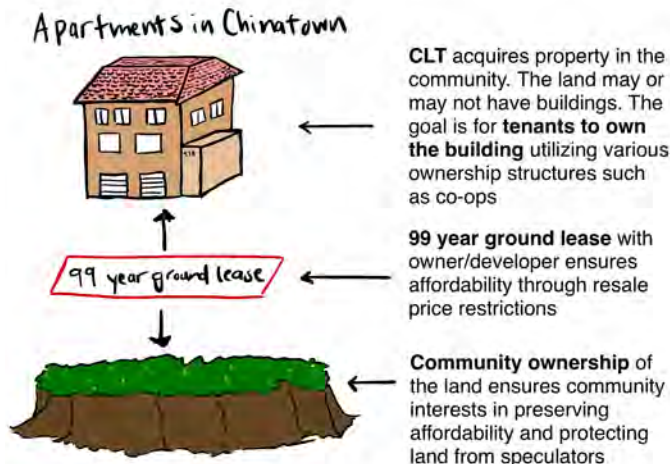 Apartments in Chinatown
CLT acquires property in the
community. The land may or
may not have buildings. The
goal is for tenants to own
the building utilizing various
ownership structures such
as co-ops
99 year ground lease
99 year ground lease with
owner/developer ensures
affordability through resale
price restrictions
Community ownership of
the land ensures community
interests in preserving
affordability and protecting
land from speculators